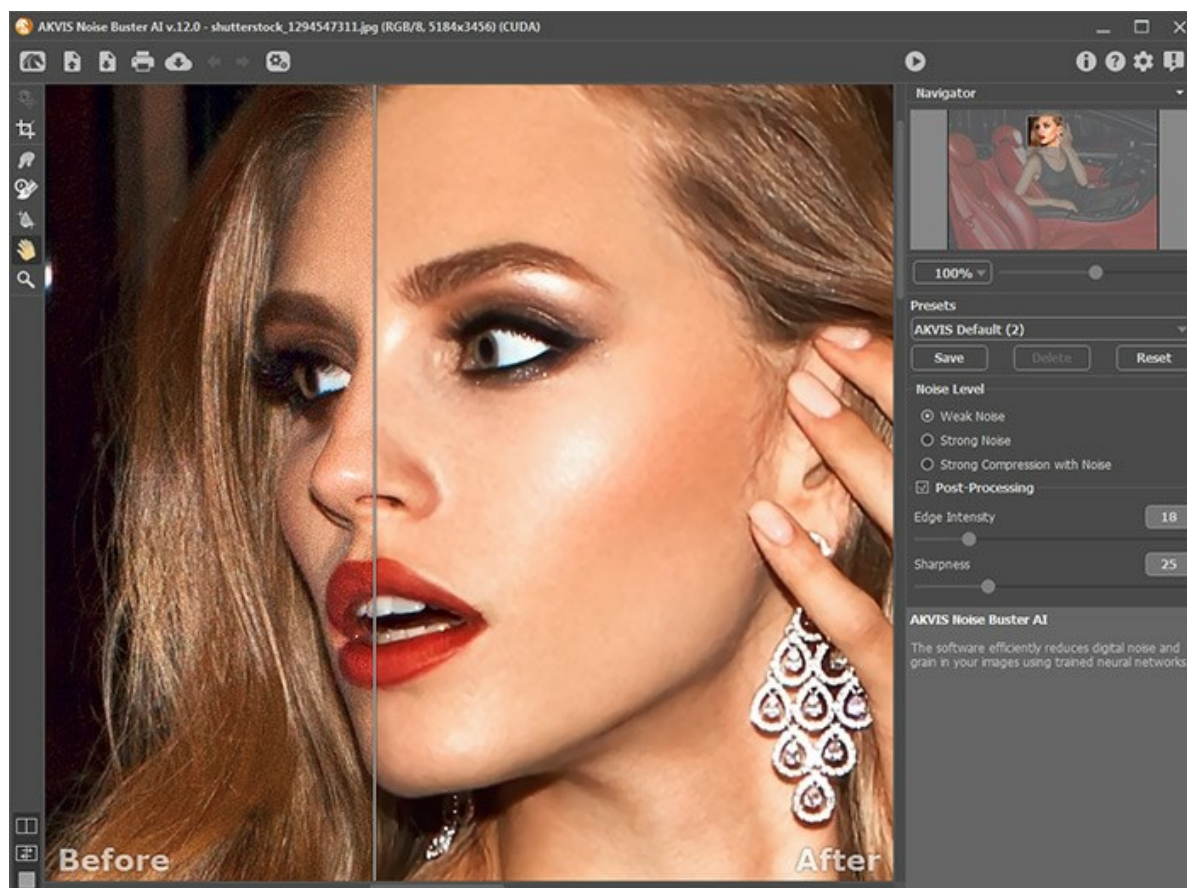 AKVIS Noise Buster AI v.12.0 - shutterstock_1294547311.jpg (RGB/8, 5184x3456) (CUDA)
Navigator
100%
Presets
AKVIS Default (2)
Save Delete Reset
Noise Level
Weak Noise
Strong Noise
Strong Compression with Noise
Post-Processing
Edge Intensity 18
Sharpness 25
AKVIS Noise Buster AI
The software efficiently reduces digital noise and
grain in your images using trained neural networks
Before After